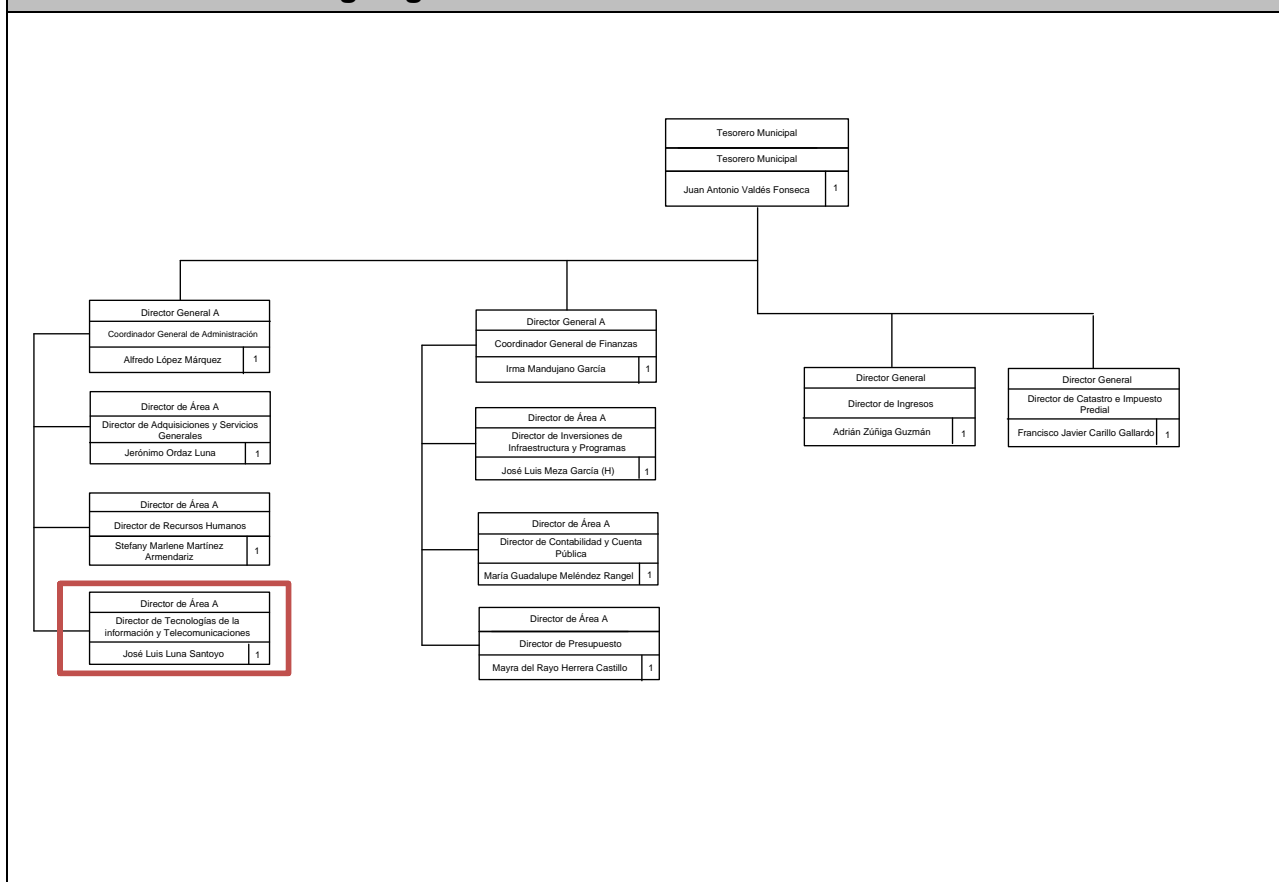 Tesorero Municipal
Tesorero Municipal
Juan Antonio Valdés Fonseca 1
Director General A
Coordinador General de Administración
Alfredo López Márquez 1
Director de Área A
Director de Adquisiciones y Servicios
Generales
Jerónimo Ordaz Luna 1
Director de Área A
Director de Recursos Humanos
Stefany Marlene Martínez
Armendariz 1
Director de Área A
Director de Tecnologías de la
información y Telecomunicaciones
José Luis Luna Santoyo 1
Director General A
Coordinador General de Finanzas
Irma Mandujano García 1
Director de Área A
Director de Inversiones de
Infraestructura y Programas
José Luis Meza García (H) 1
Director de Área A
Director de Contabilidad y Cuenta
Pública
María Guadalupe Meléndez Rangel 1
Director de Área A
Director de Presupuesto
Mayra del Rayo Herrera Castillo 1
Director General
Director de Ingresos
Adrián Zúñiga Guzmán 1
Director General
Director de Catastro e Impuesto
Predial
Francisco Javier Carillo Gallardo 1